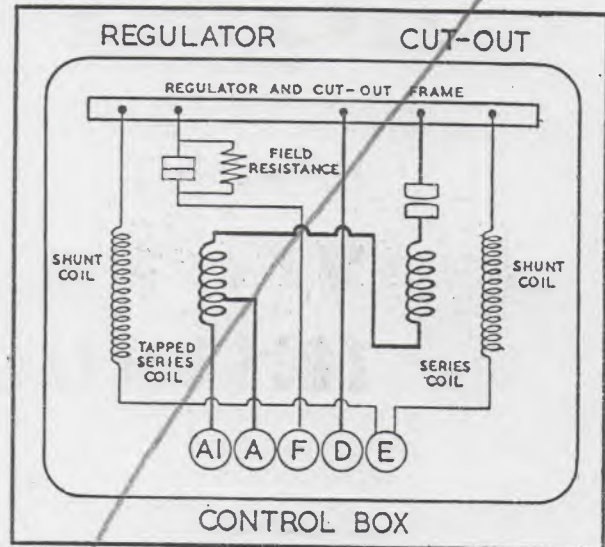 REGULATOR CUT-OUT
REGULATOR AND CUT-OUT FRAME
FIELD
RESISTANCE
SHUNT
COIL
SHUNT
COIL
TAPPED
SERIES
COIL
SERIES
COIL
A1 A F D E
CONTROL BOX